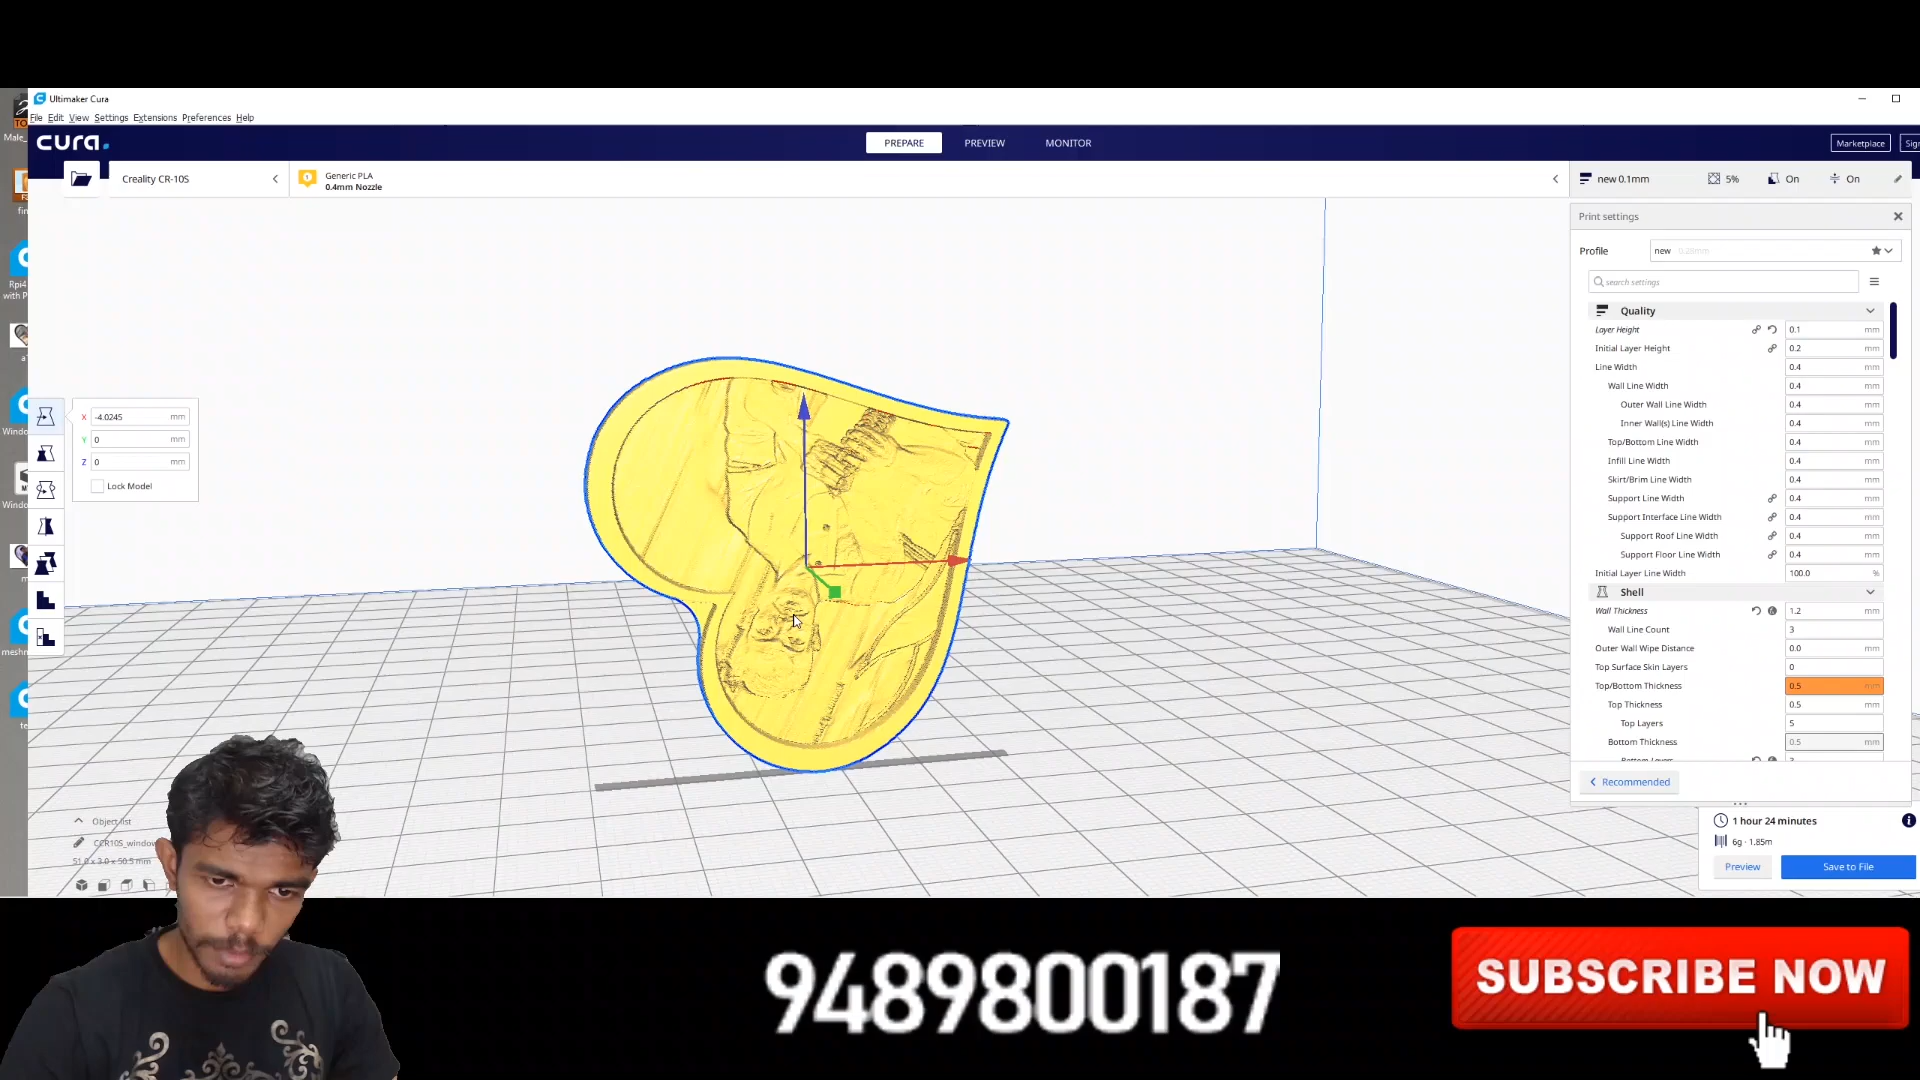 Ultimaker Cura
File Edit View Settings Extensions Preferences Help
cura.
PREPARE PREVIEW MONITOR
Marketplace
Creality CR-10S
1
Generic PLA
0.4mm Nozzle
new 0.1mm 5% On On
Print settings
Profile new 0.20mm
search settings
Quality
Layer Height 0.1 mm
Initial Layer Height 0.2 mm
Line Width 0.4 mm
Wall Line Width 0.4 mm
Outer Wall Line Width 0.4 mm
Inner Wall(s) Line Width 0.4 mm
Top/Bottom Line Width 0.4 mm
Infill Line Width 0.4 mm
Skirt/Brim Line Width 0.4 mm
Support Line Width 0.4 mm
Support Interface Line Width 0.4 mm
Support Roof Line Width 0.4 mm
Support Floor Line Width 0.4 mm
Initial Layer Line Width 100.0 %
Shell
Wall Thickness 1.2 mm
Wall Line Count 3
Outer Wall Wipe Distance 0.0 mm
Top Surface Skin Layers 0
Top/Bottom Thickness 0.5 mm
Top Thickness 0.5 mm
Top Layers 5
Bottom Thickness 0.5 mm
Bottom Layers
Recommended
X -4.0245 mm
Y 0 mm
Z 0 mm
Lock Model
Object list
CCR10S_window
1 hour 24 minutes
6g · 1.85m
Preview Save to File
9489800187
SUBSCRIBE NOW